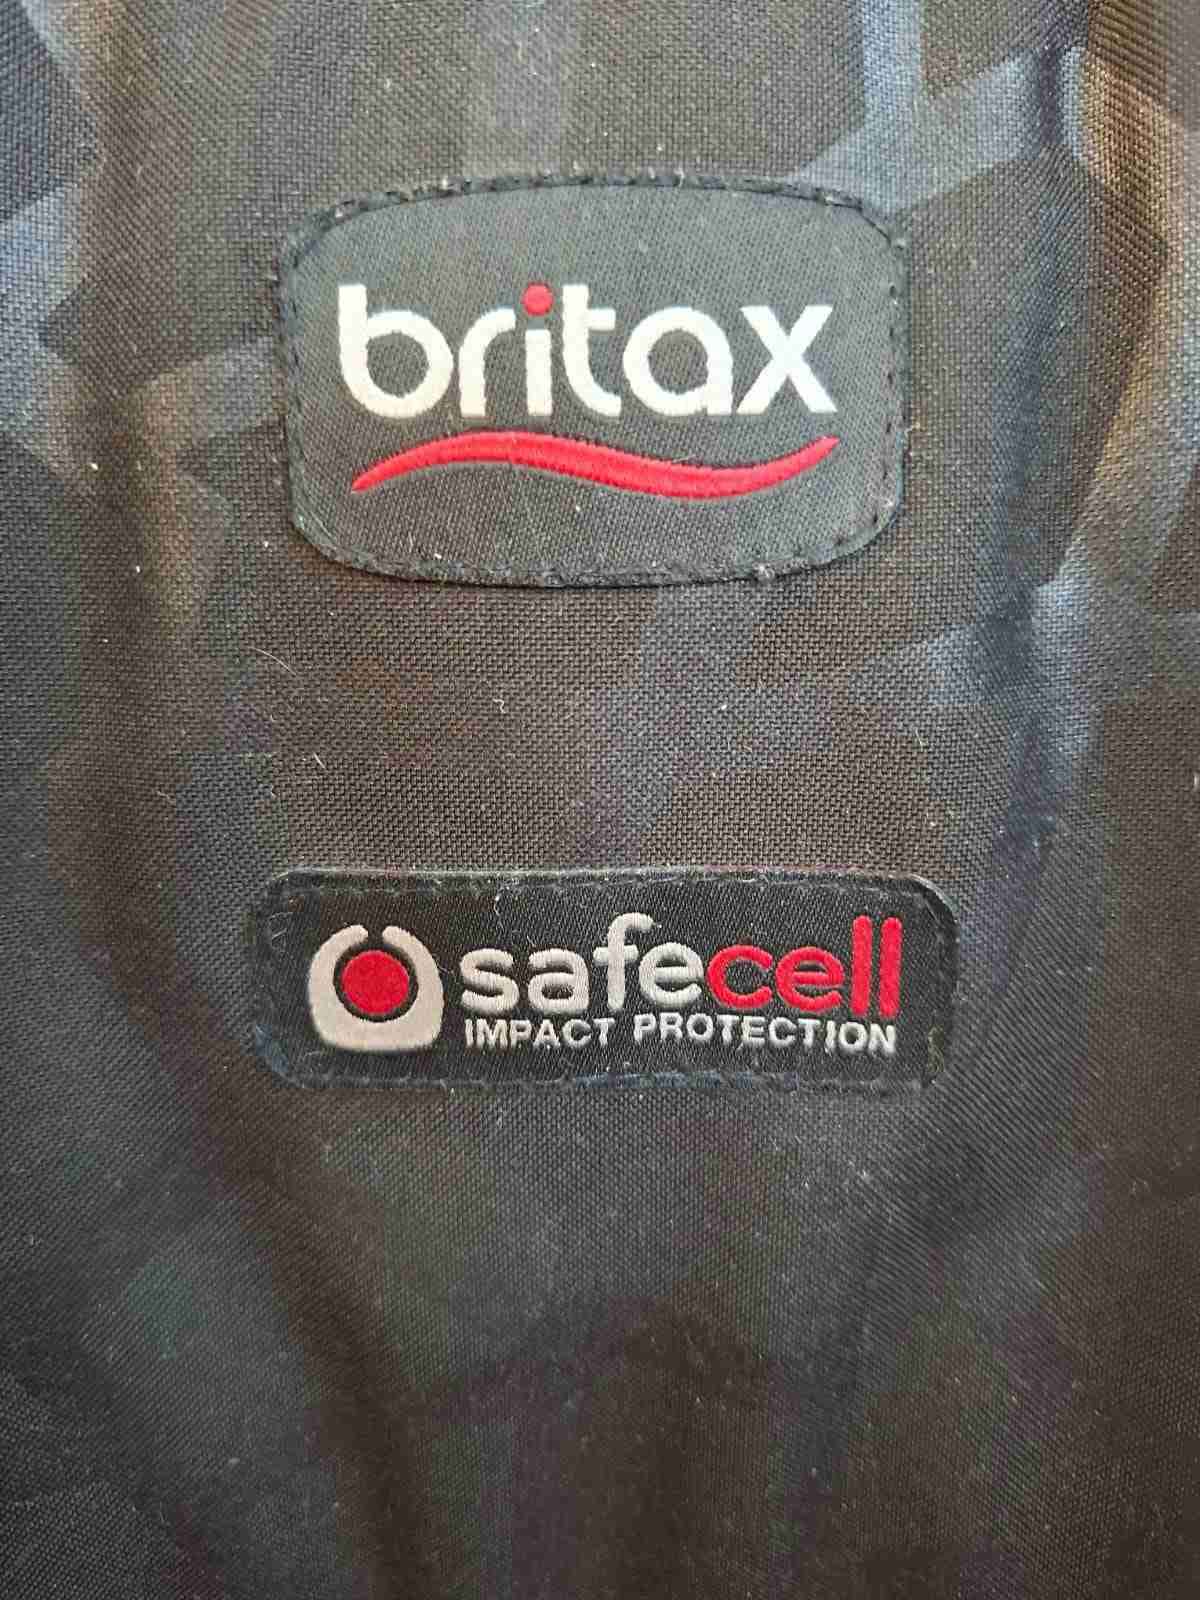 britax
safecell
IMPACT PROTECTION